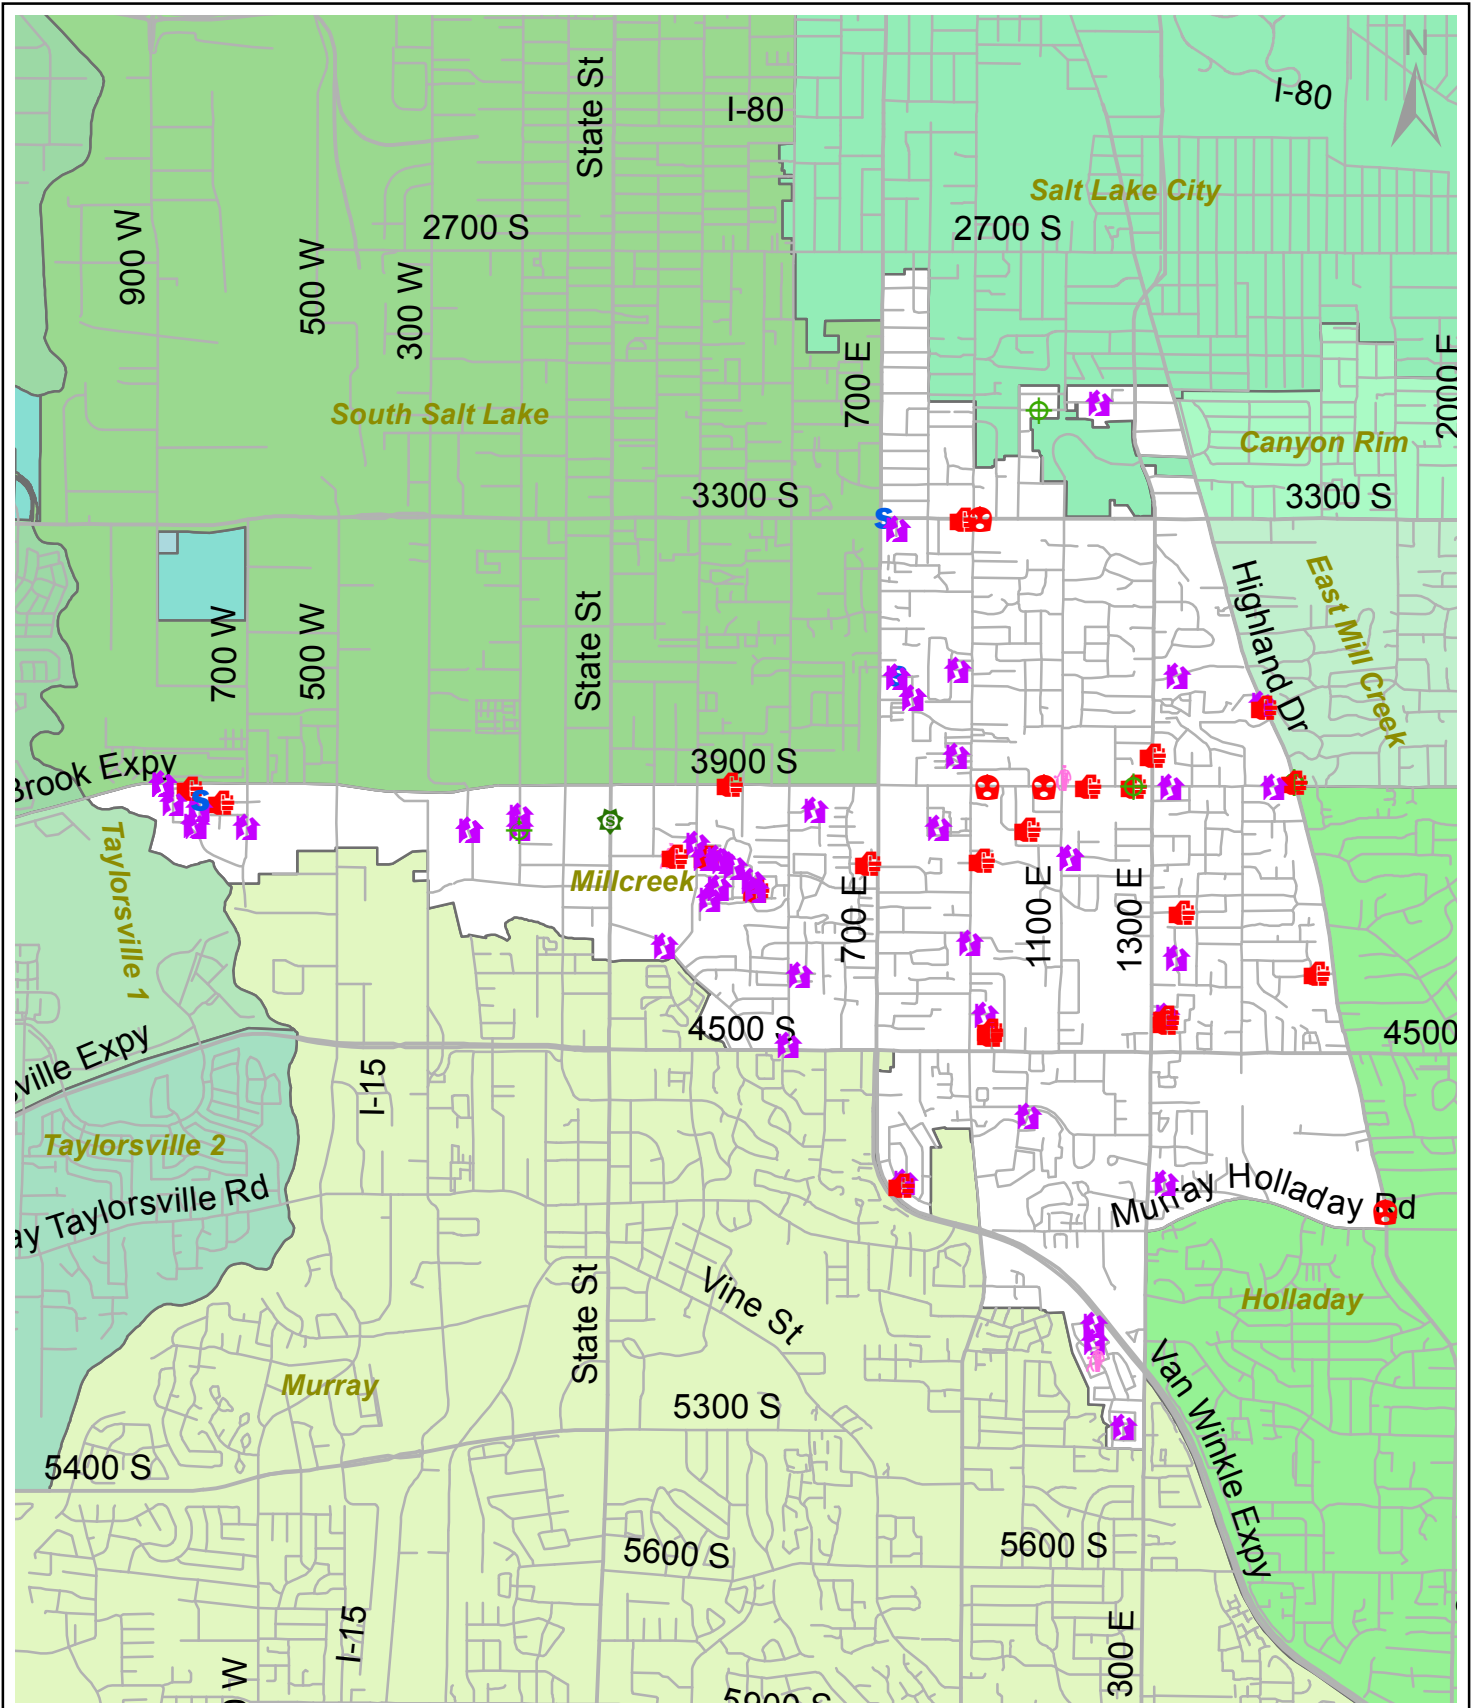 N
I-80
State St
I-80
Salt Lake City
2700 S
2700 S
900 W
500 W
300 W
700 E
South Salt Lake
Canyon Rim
3300 S
3300 S
Highland Dr
East Mill Creek
State St
700 W
500 W
3900 S
Brook Expy
Millcreek
Taylorsville 1
700 E
1100 E
1300 E
4500 S
4500
sville Expy
I-15
Taylorsville 2
ay Taylorsville Rd
Murray Holladay Rd
Holladay
State St
Vine St
Murray
Van Winkle Expy
5300 S
5400 S
5600 S
5600 S
I-15
300 E